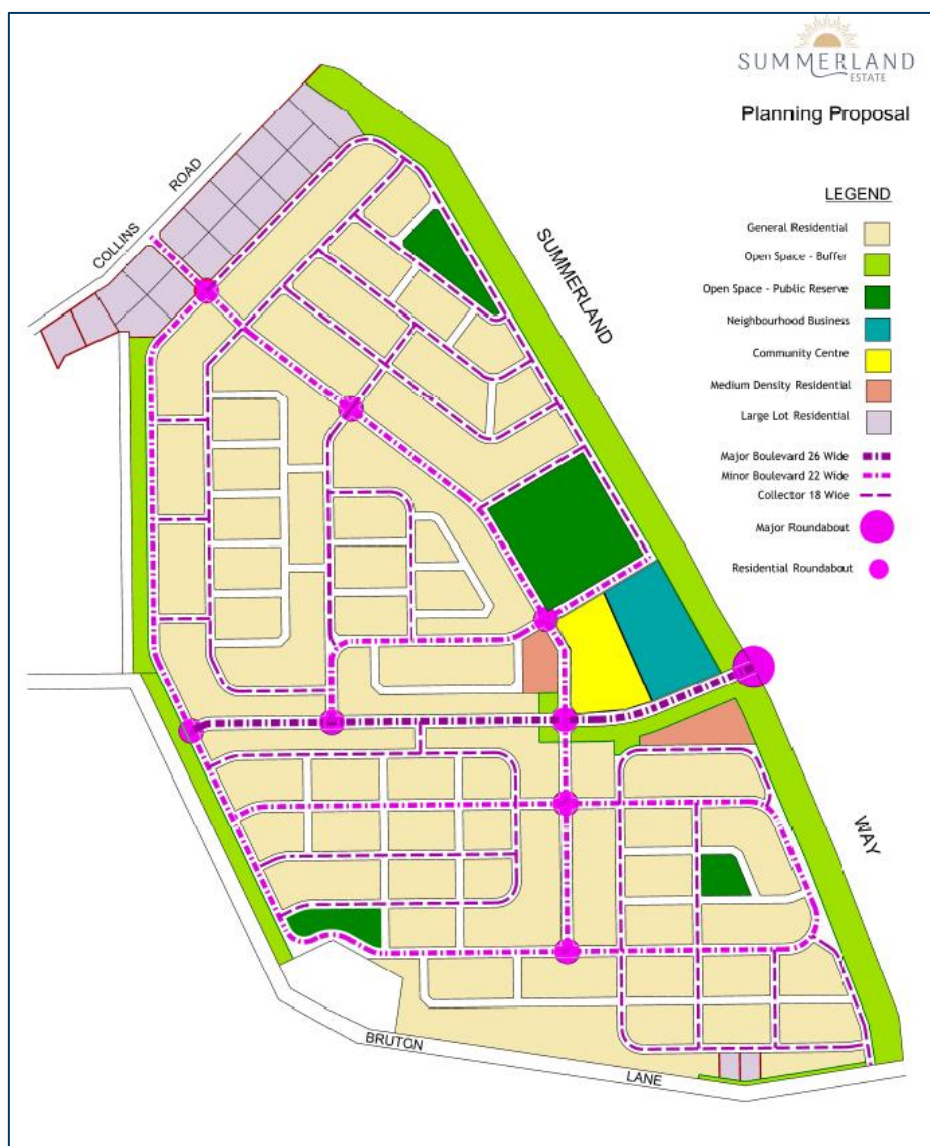 SUMMERLAND
ESTATE
Planning Proposal
LEGEND
General Residential
Open Space - Buffer
Open Space - Public Reserve
Neighbourhood Business
Community Centre
Medium Density Residential
Large Lot Residential
Major Boulevard 26 Wide
Minor Boulevard 22 Wide
Collector 18 Wide
Major Roundabout
Residential Roundabout
COLLINS
ROAD
SUMMERLAND
WAY
BRUTON
LANE